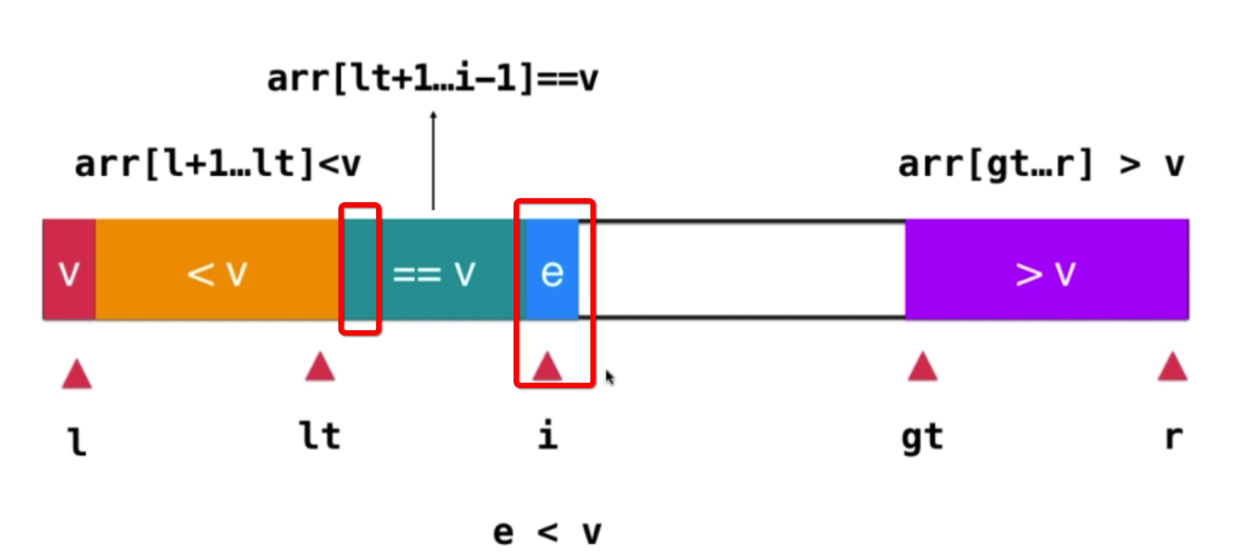 arr[lt+1…i-1]==v
arr[l+1…lt]<v
arr[gt…r] > v
v
< v
== v
e
> v
l
lt
i
gt
r
e < v